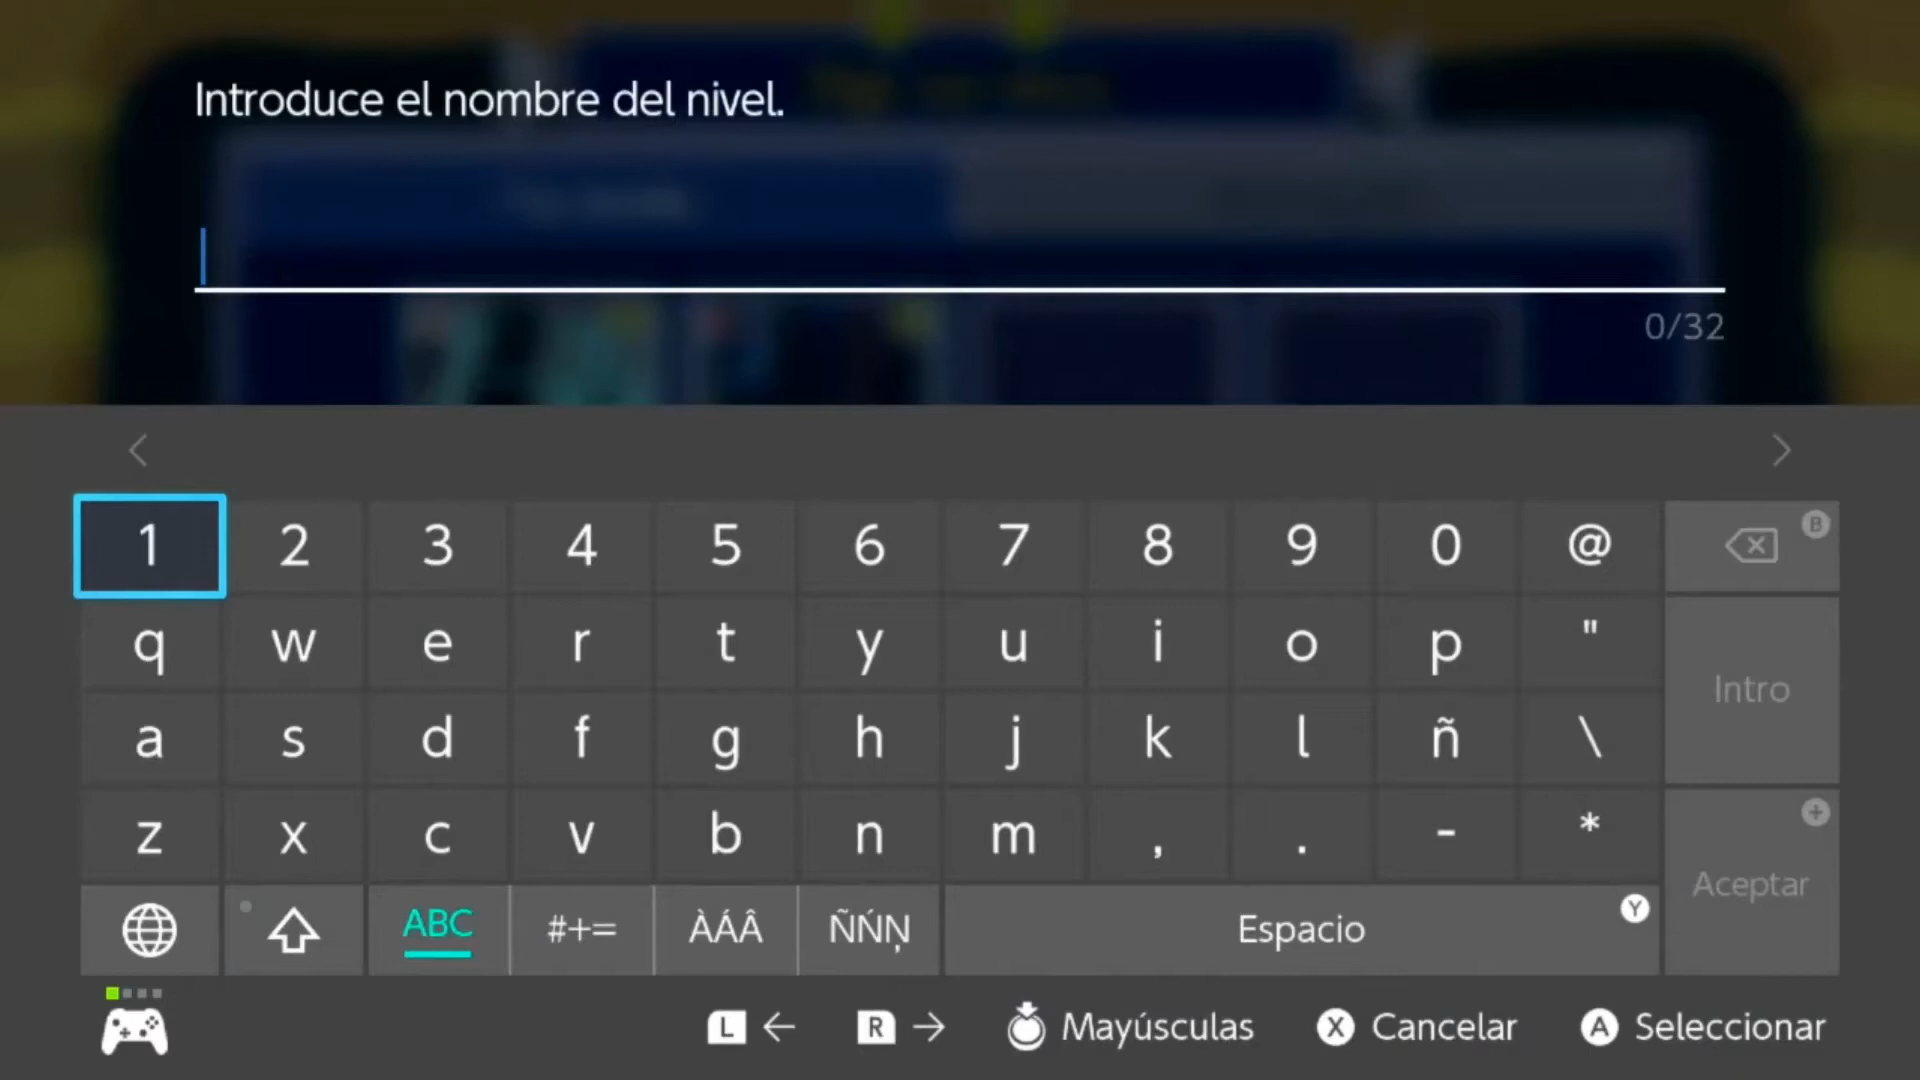 Introduce el nombre del nivel.
0/32
1 2 3 4 5 6 7 8 9 0 @ B
q w e r t y u i o p " Intro
a s d f g h j k l ñ \
z x c v b n m , . - * + Aceptar
ABC #+= ÀÁÂ ÑŃŅ Espacio Y
L ← R → Mayúsculas X Cancelar A Seleccionar